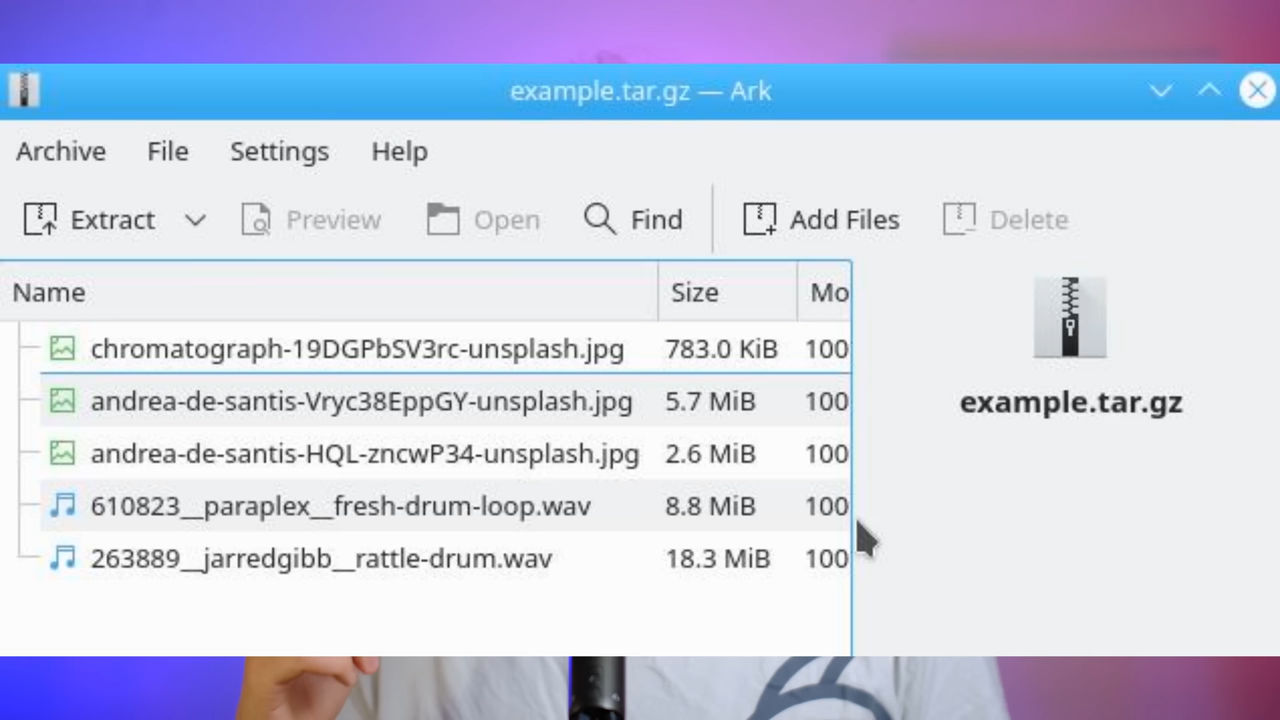 example.tar.gz — Ark
Archive File Settings Help
Extract Preview Open Find Add Files Delete
Name Size Mo
chromatograph-19DGPbSV3rc-unsplash.jpg 783.0 KiB 100
andrea-de-santis-Vryc38EppGY-unsplash.jpg 5.7 MiB 100
andrea-de-santis-HQL-zncwP34-unsplash.jpg 2.6 MiB 100
610823__paraplex__fresh-drum-loop.wav 8.8 MiB 100
263889__jarredgibb__rattle-drum.wav 18.3 MiB 100
example.tar.gz